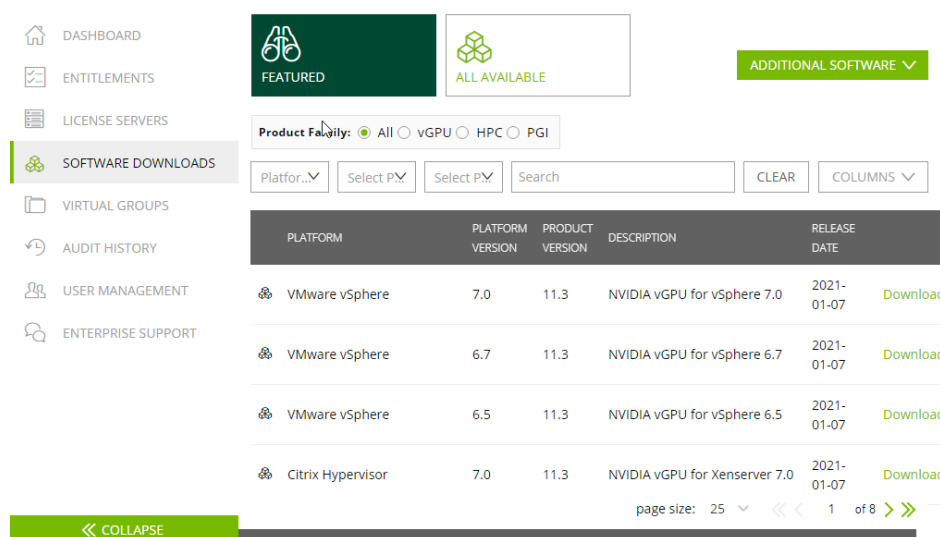 DASHBOARD
ENTITLEMENTS
LICENSE SERVERS
SOFTWARE DOWNLOADS
VIRTUAL GROUPS
AUDIT HISTORY
USER MANAGEMENT
ENTERPRISE SUPPORT
COLLAPSE
FEATURED
ALL AVAILABLE
ADDITIONAL SOFTWARE
Product Family: All vGPU HPC PGI
Platfor... Select P... Select P... Search CLEAR COLUMNS
PLATFORM PLATFORM VERSION PRODUCT VERSION DESCRIPTION RELEASE DATE
VMware vSphere 7.0 11.3 NVIDIA vGPU for vSphere 7.0 2021-01-07 Download
VMware vSphere 6.7 11.3 NVIDIA vGPU for vSphere 6.7 2021-01-07 Download
VMware vSphere 6.5 11.3 NVIDIA vGPU for vSphere 6.5 2021-01-07 Download
Citrix Hypervisor 7.0 11.3 NVIDIA vGPU for Xenserver 7.0 2021-01-07 Download
page size: 25 1 of 8